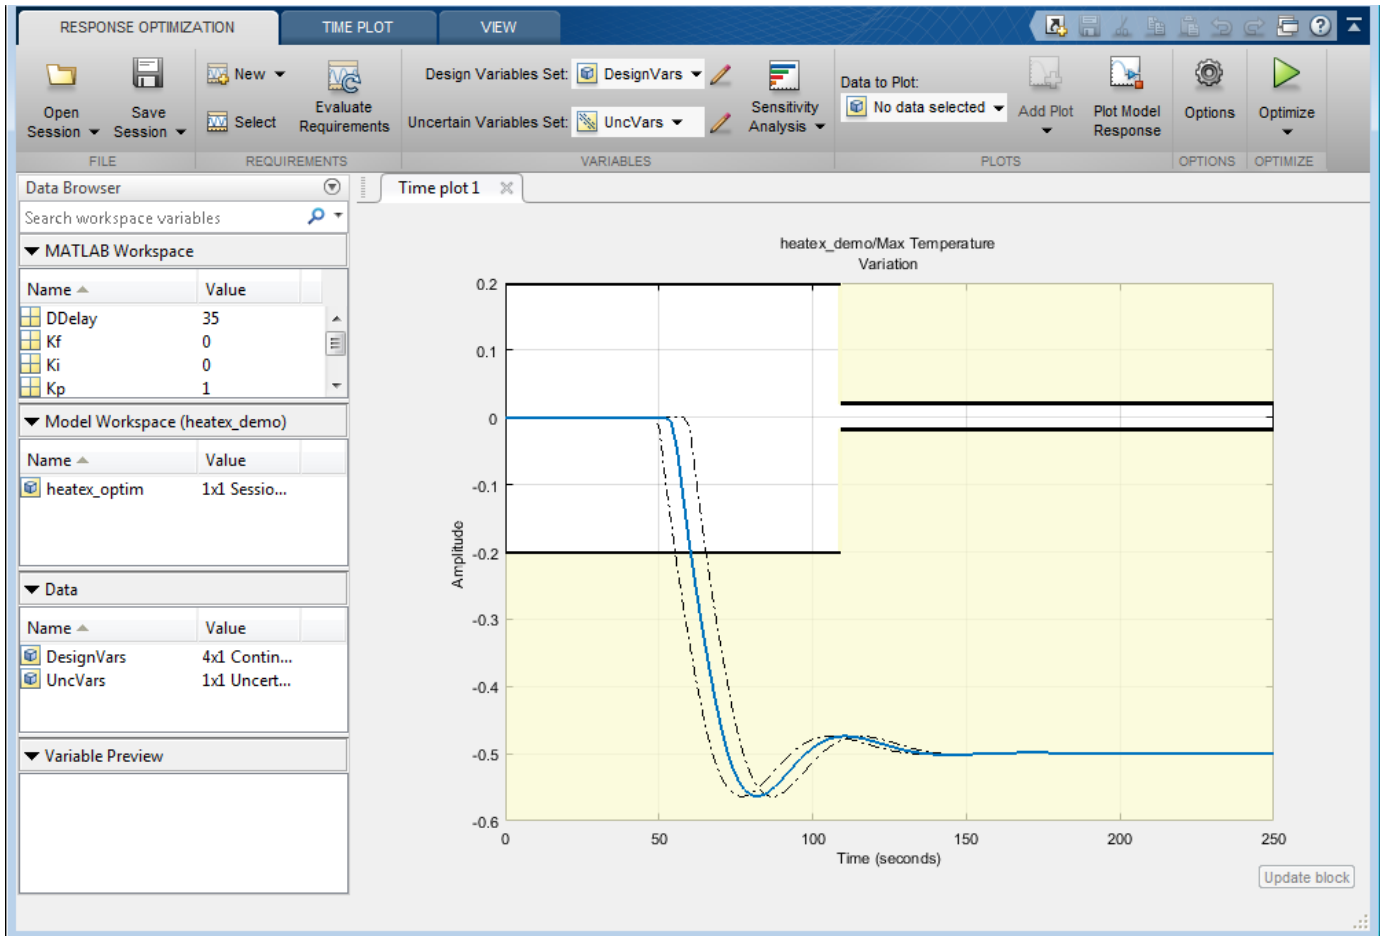 RESPONSE OPTIMIZATION TIME PLOT VIEW
Open Session Save Session
FILE
New
Select
Evaluate Requirements
REQUIREMENTS
Design Variables Set: DesignVars
Uncertain Variables Set: UncVars
Sensitivity Analysis
VARIABLES
Data to Plot:
No data selected
Add Plot
Plot Model Response
PLOTS
Options
OPTIONS
Optimize
OPTIMIZE
Data Browser
Search workspace variables
MATLAB Workspace
Name Value
DDelay 35
Kf 0
Ki 0
Kp 1
Model Workspace (heatex_demo)
Name Value
heatex_optim 1x1 Sessio...
Data
Name Value
DesignVars 4x1 Contin...
UncVars 1x1 Uncert...
Variable Preview
Time plot 1
heatex_demo/Max Temperature
Variation
Amplitude
0.2
0.1
0
-0.1
-0.2
-0.3
-0.4
-0.5
-0.6
0 50 100 150 200 250
Time (seconds)
Update block